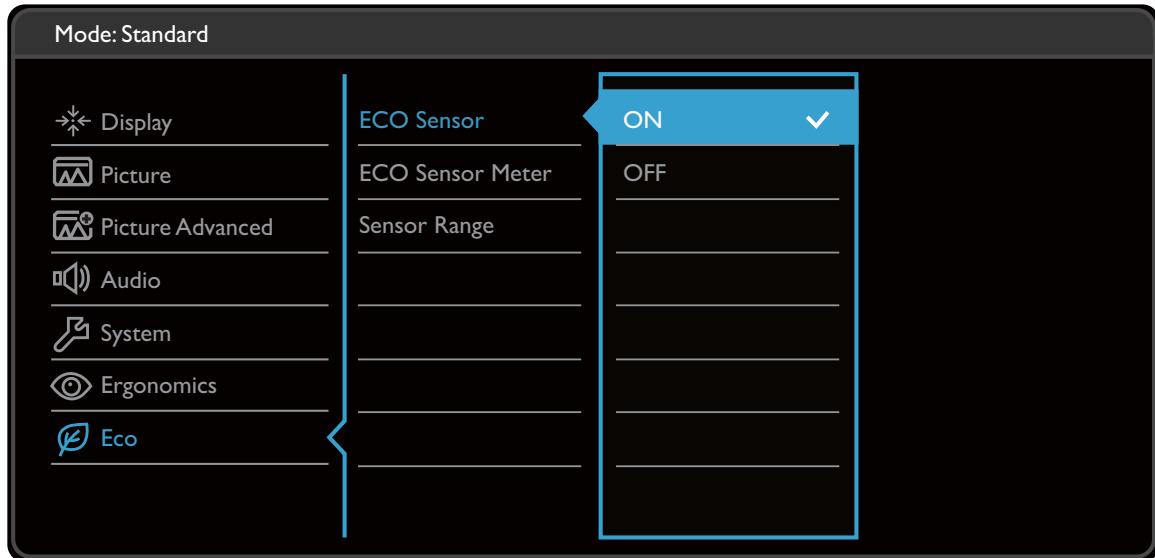 Mode: Standard
Display
Picture
Picture Advanced
Audio
System
Ergonomics
Eco
ECO Sensor
ECO Sensor Meter
Sensor Range
ON
OFF